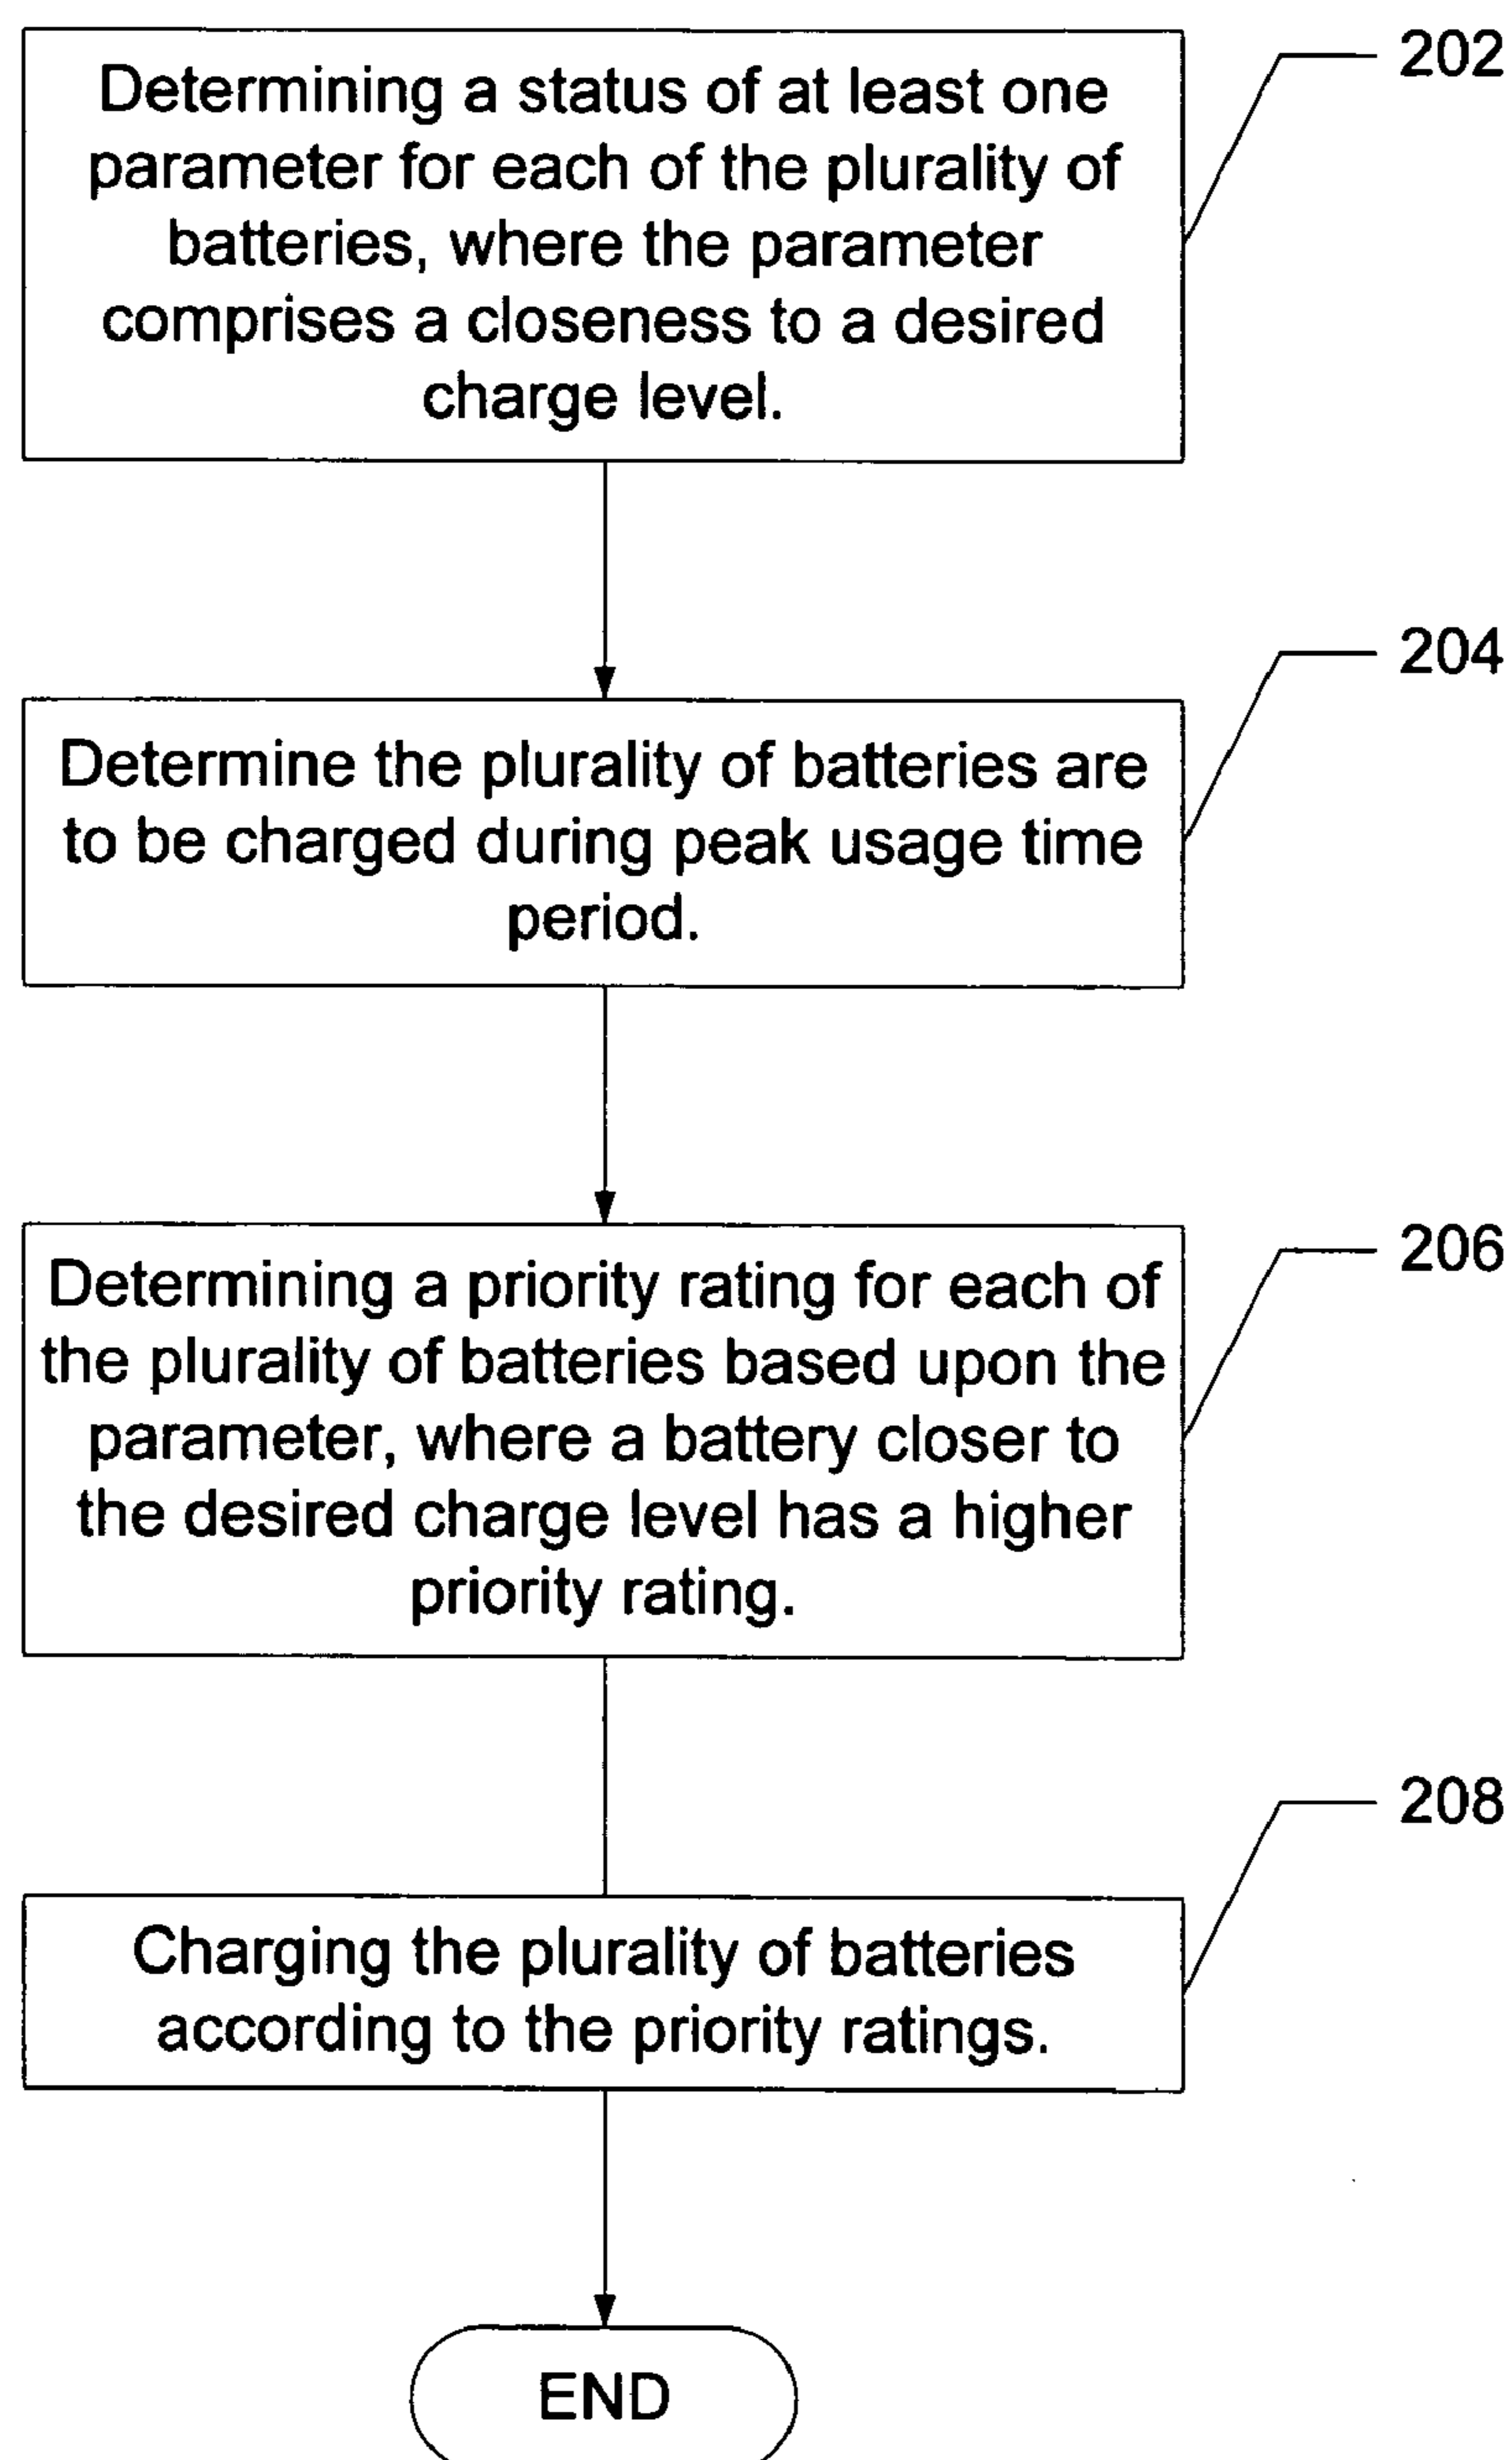 Determining a status of at least one
parameter for each of the plurality of
batteries, where the parameter
comprises a closeness to a desired
charge level.
202
Determine the plurality of batteries are
to be charged during peak usage time
period.
204
Determining a priority rating for each of
the plurality of batteries based upon the
parameter, where a battery closer to
the desired charge level has a higher
priority rating.
206
Charging the plurality of batteries
according to the priority ratings.
208
END